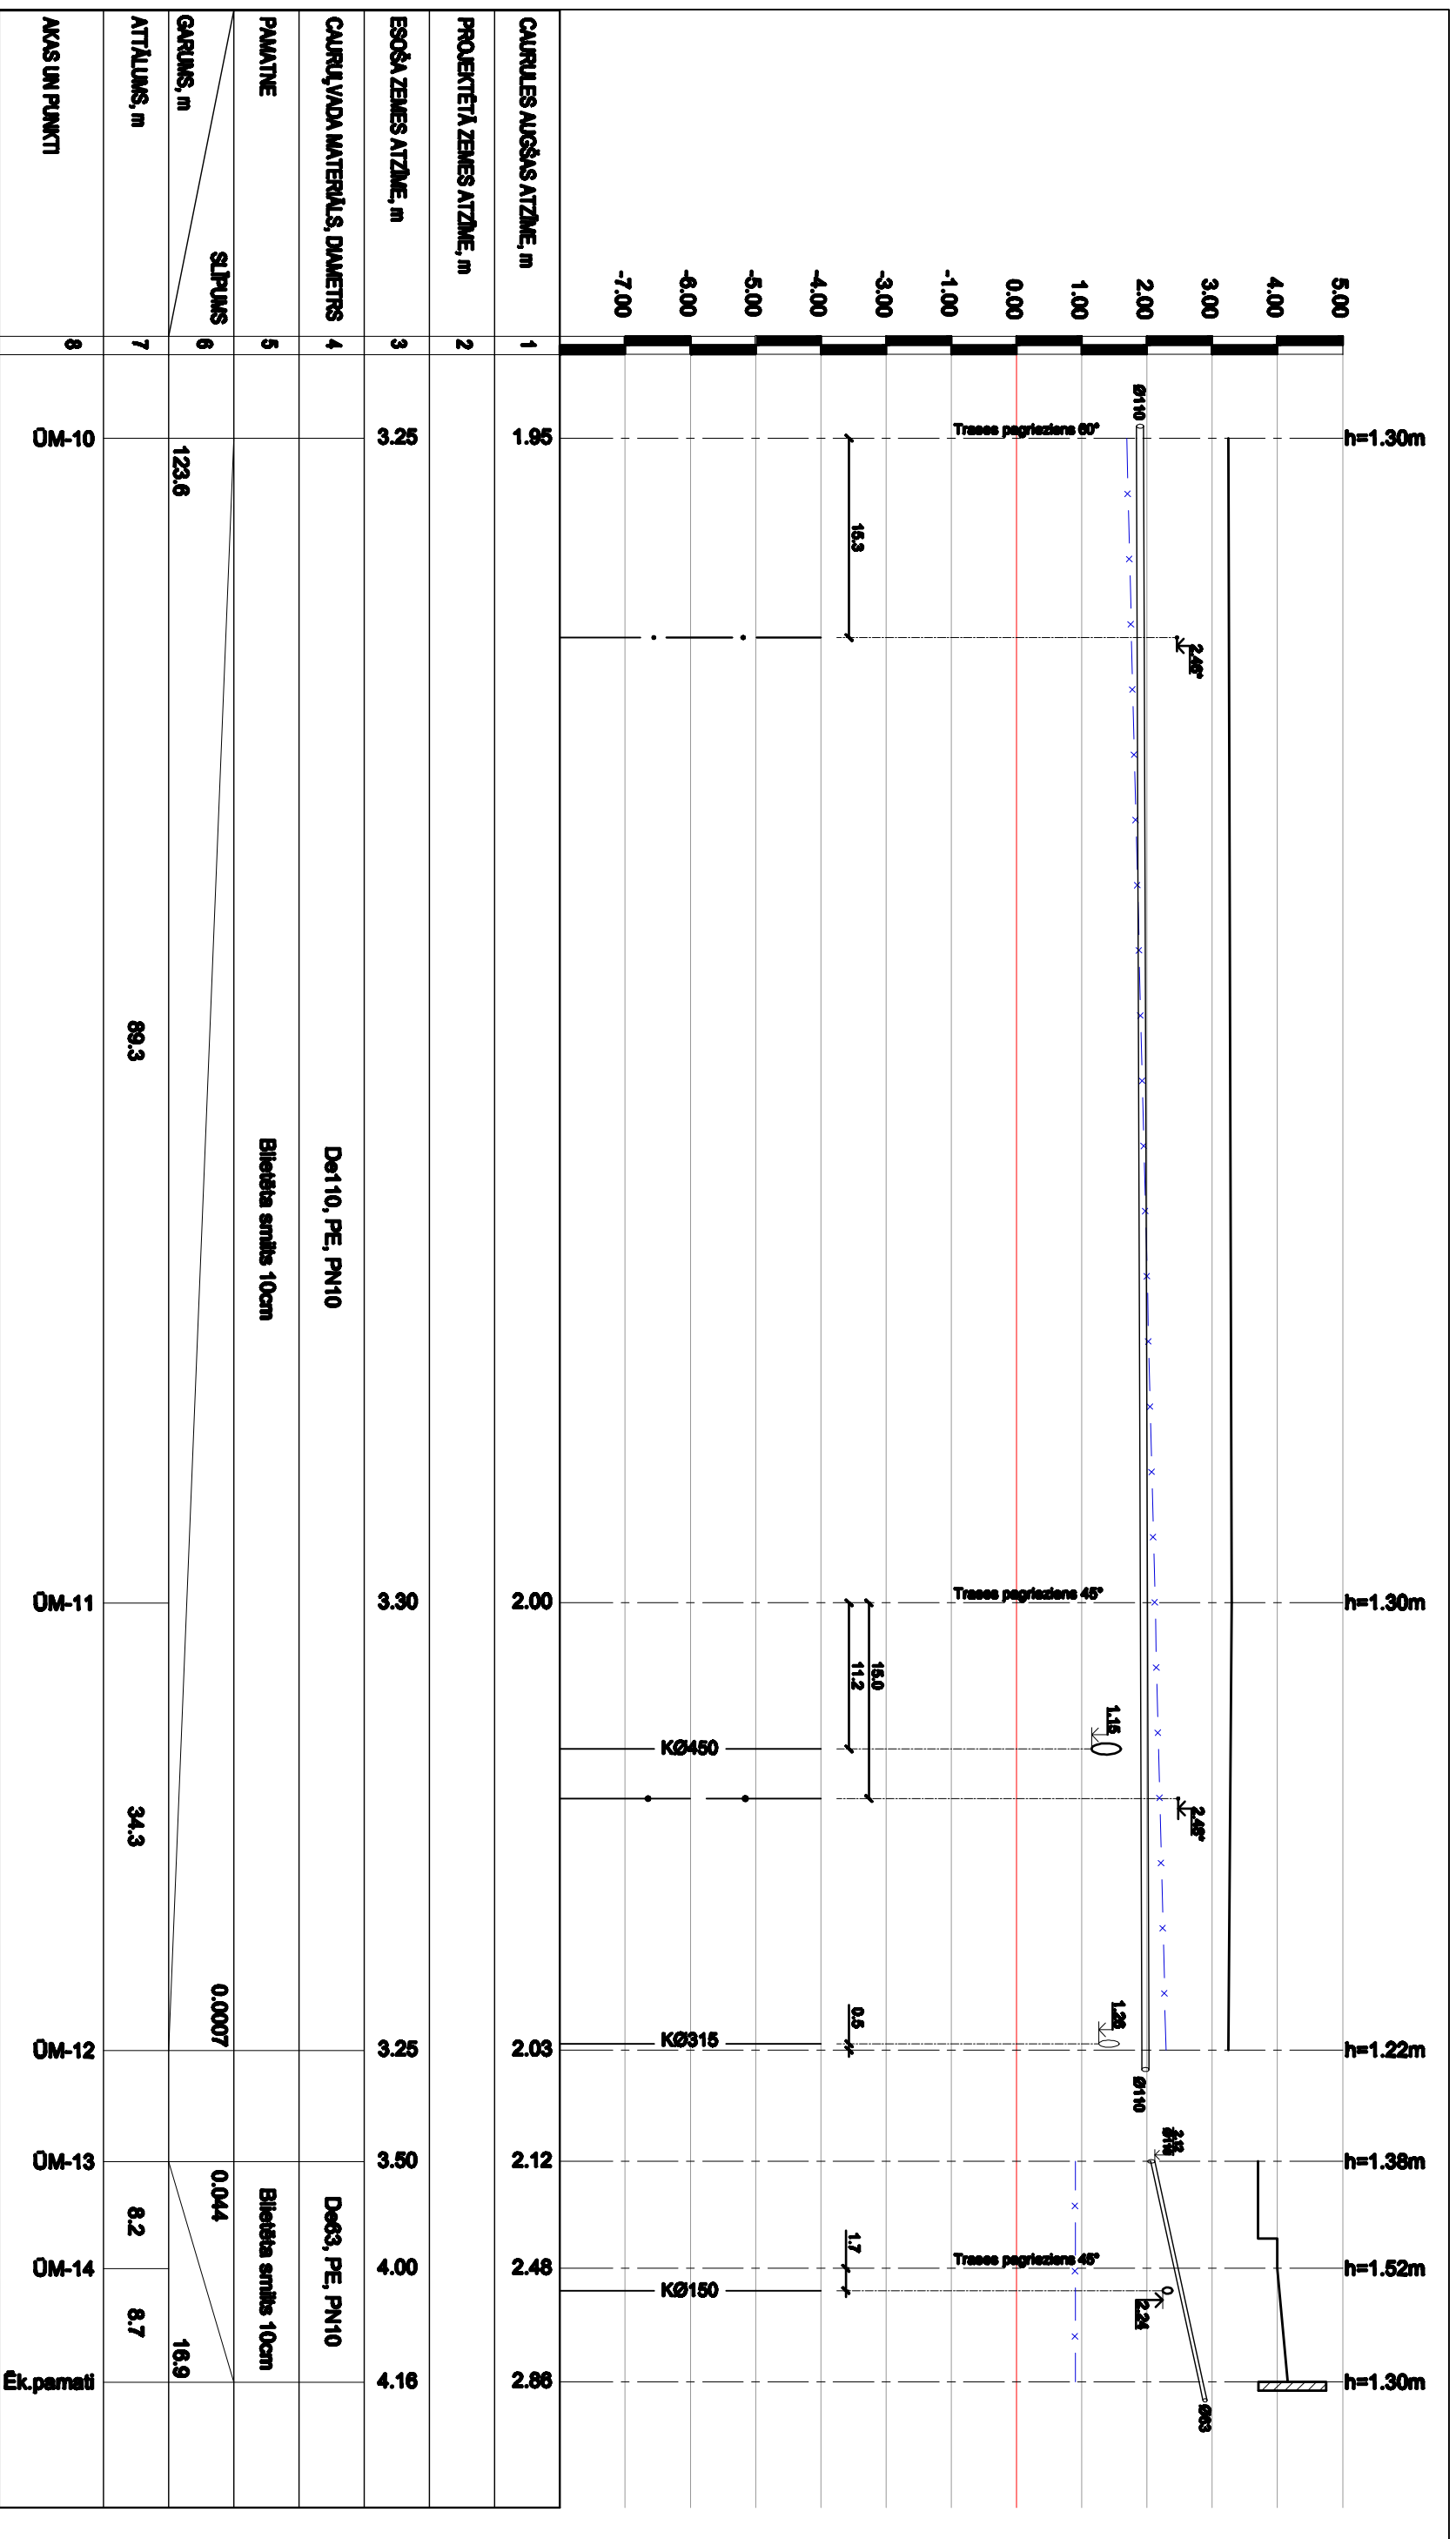 h=1.30m
h=1.30m
h=1.22m
h=1.38m
h=1.52m
h=1.30m
5.00
4.00
3.00
2.00
1.00
0.00
-1.00
-2.00
-3.00
-4.00
-5.00
-6.00
-7.00
Ø110
Trases pagrieziens 60°
2.46*
15.3
Trases pagrieziens 45°
15.0
11.2
1.15
KØ450
2.48*
1.26
0.5
KØ315
Ø110
2.12
Ø110
Trases pagrieziens 45°
1.7
KØ150
2.24
Ø63
CAURULES AUGŠAS ATZĪME, m 1 1.95 2.00 2.03 2.12 2.48 2.86
PROJEKTĒTĀ ZEMES ATZĪME, m 2
ESOŠA ZEMES ATZĪME, m 3 3.25 3.30 3.25 3.50 4.00 4.16
CAURUĻVADA MATERIĀLS, DIAMETRS 4 De110, PE, PN10 De63, PE, PN10
PAMATNE 5 Blietēta smilts 10cm Blietēta smilts 10cm
SLĪPUMS 6 0.0007 0.044
GARUMS, m 123.6 16.9
ATTĀLUMS, m 7 89.3 34.3 8.2 8.7
AKAS UN PUNKTI 8 ŪM-10 ŪM-11 ŪM-12 ŪM-13 ŪM-14 Ēk.pamati